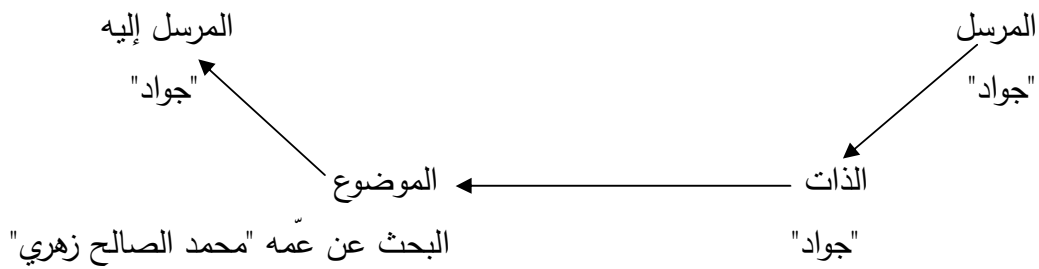 المرسل
المرسل إليه
"جواد"
"جواد"
الذات
الموضوع
"جواد"
البحث عن عمّه "محمد الصالح زهري"